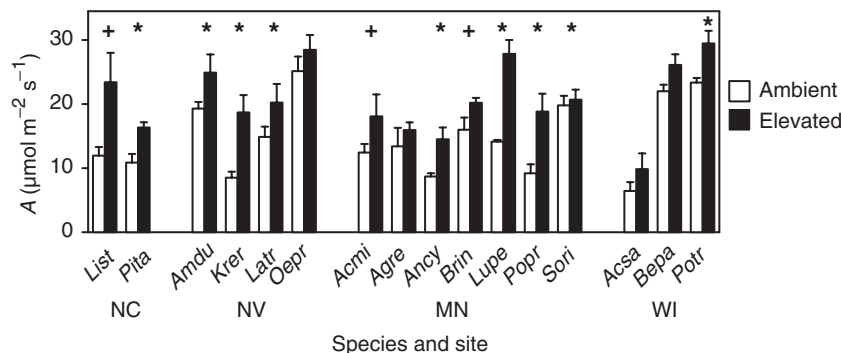 + * * * * + * + * * * *
30
20
10
0
A (µmol m⁻² s⁻¹)
Ambient
Elevated
List Pita Amdu Krer Latr Oepr Acmi Agre Ancy Brin Lupe Popr Sori Acsa Bepa Potr
NC NV MN WI
Species and site